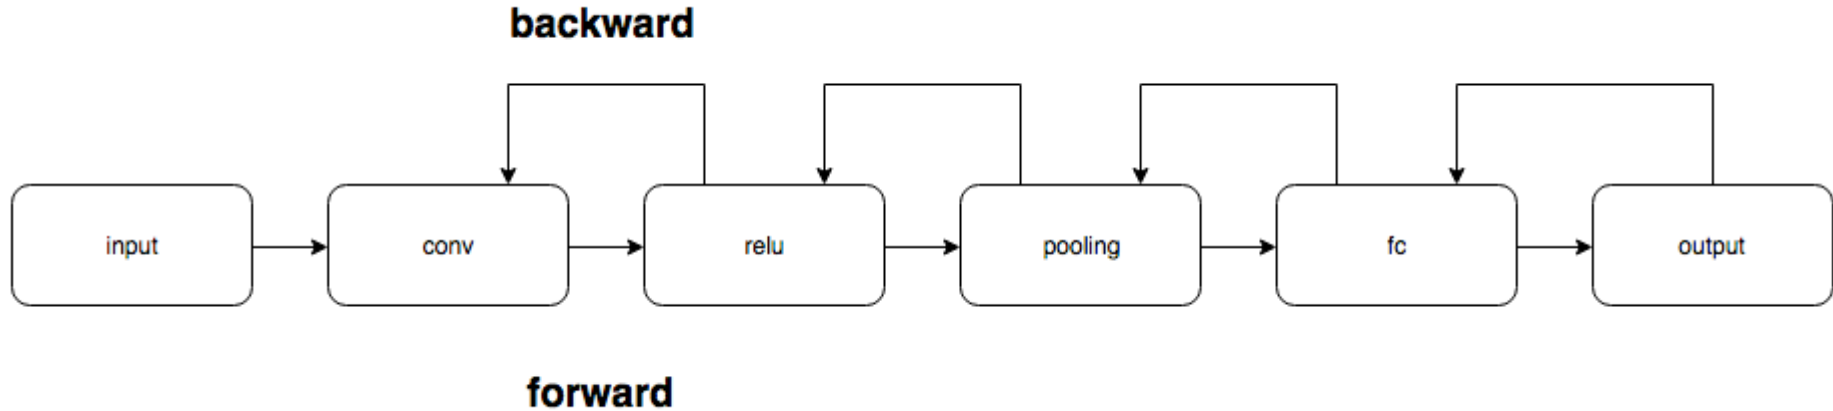 backward
input
conv
relu
pooling
fc
output
forward